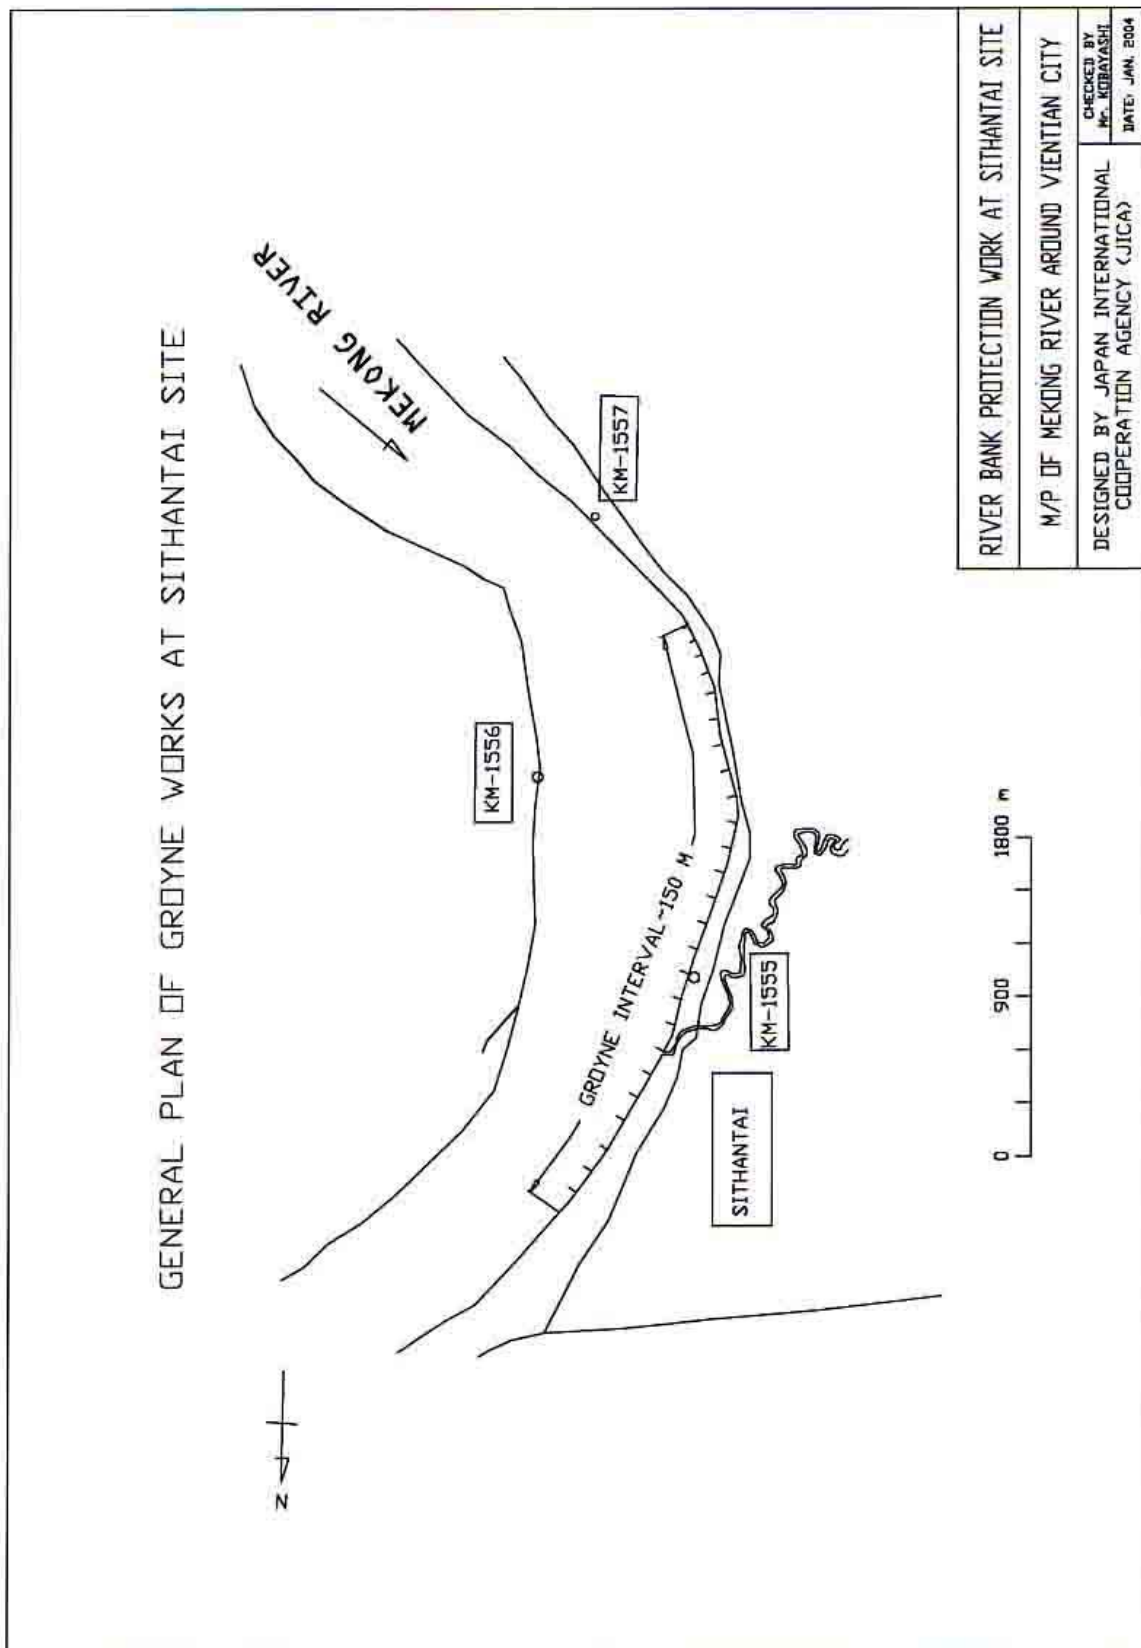 GENERAL PLAN OF GROYNE WORKS AT SITHANTAI SITE
MEKONG RIVER
N
KM-1556
KM-1557
GROYNE INTERVAL~150 M
KM-1555
SITHANTAI
0 900 1800 m
RIVER BANK PROTECTION WORK AT SITHANTAI SITE
M/P OF MEKONG RIVER AROUND VIENTIAN CITY
DESIGNED BY JAPAN INTERNATIONAL
COOPERATION AGENCY (JICA)
CHECKED BY
Mr. KOBAYASHI
DATE: JAN. 2004